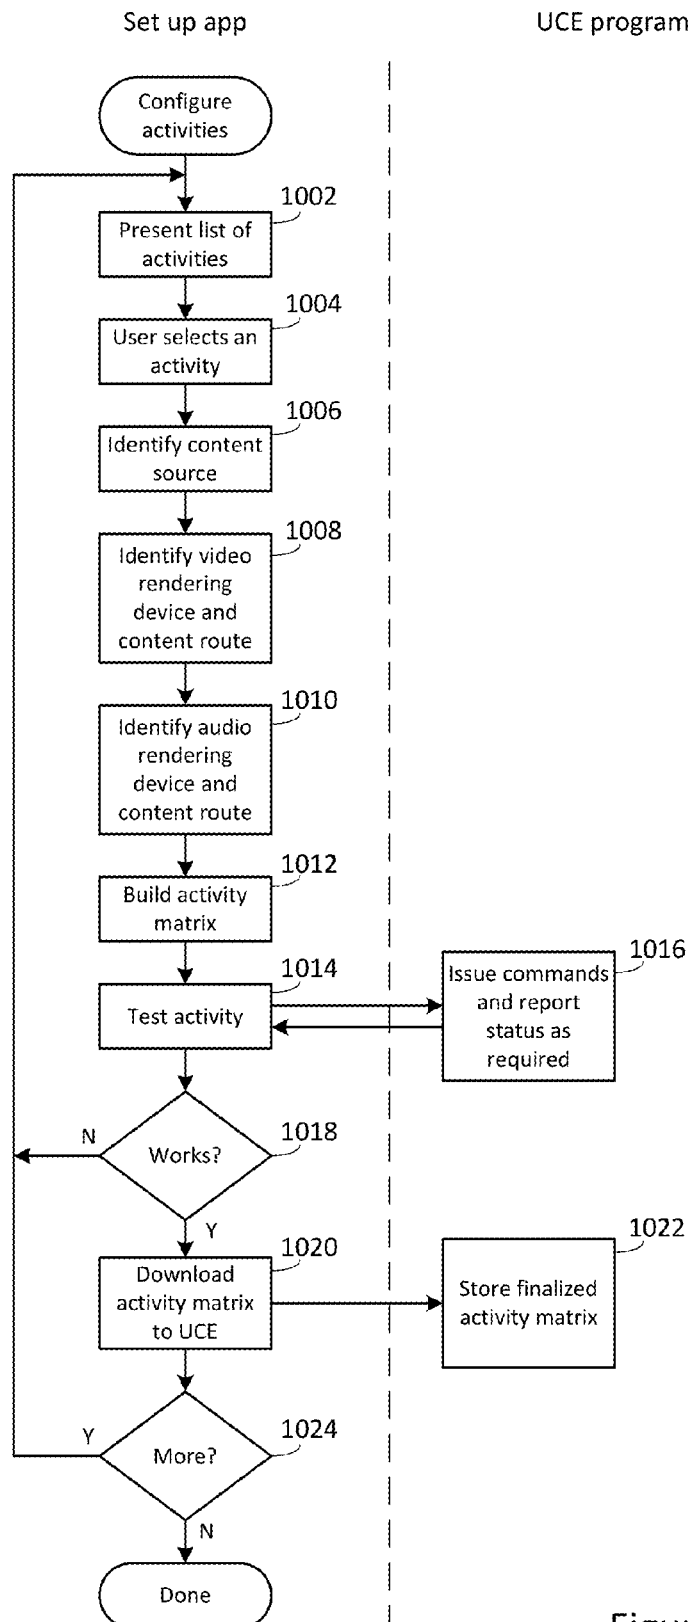 Set up app
UCE program
Configure
activities
1002
Present list of
activities
1004
User selects an
activity
1006
Identify content
source
1008
Identify video
rendering
device and
content route
1010
Identify audio
rendering
device and
content route
1012
Build activity
matrix
1014
Test activity
1016
Issue commands
and report
status as
required
N
Works?
1018
Y
1020
Download
activity matrix
to UCE
1022
Store finalized
activity matrix
Y
More?
1024
N
Done